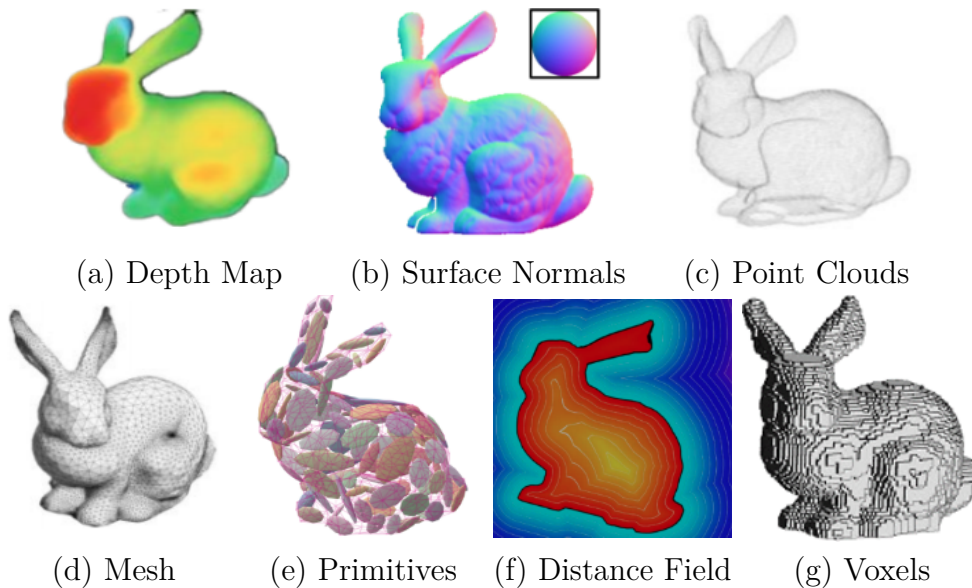 (a) Depth Map (b) Surface Normals (c) Point Clouds
(d) Mesh (e) Primitives (f) Distance Field (g) Voxels